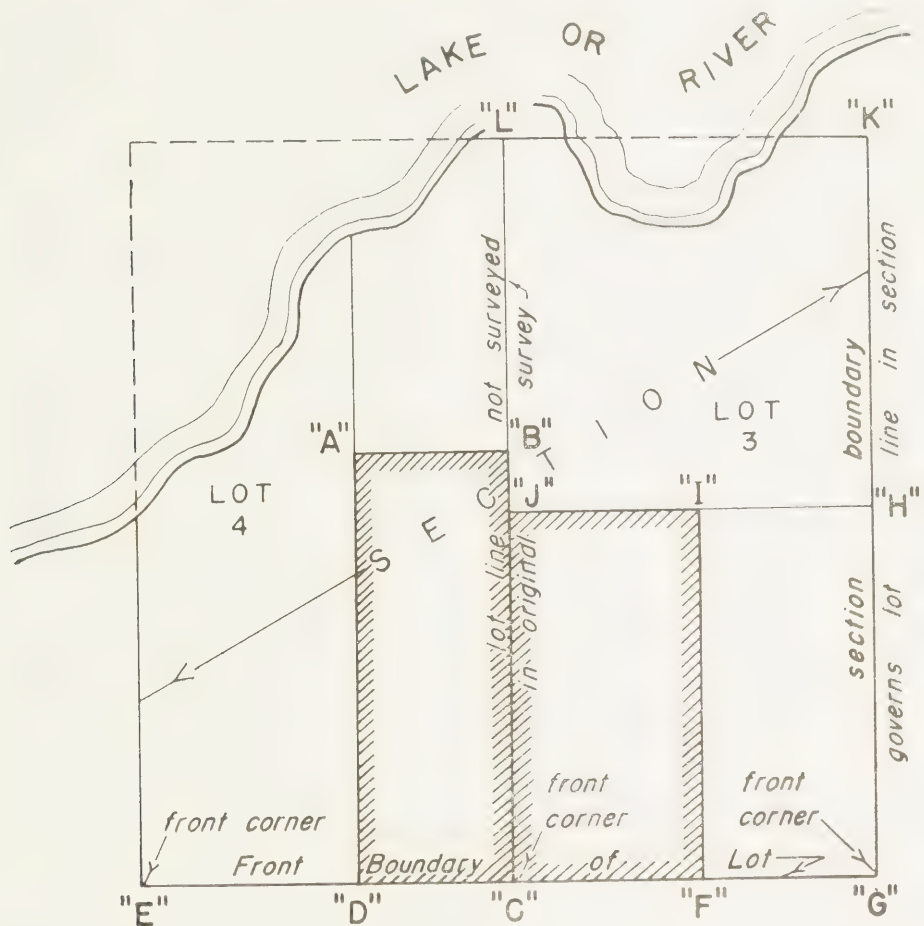 LAKE OR RIVER
"L"
"K"
not surveyed
survey
boundary
line in section
SECTION
LOT
3
"A"
"B"
LOT
4
"J"
"I"
"H"
lot line
in original
section
governs lot
front corner
front
corner
front
corner
Front Boundary of Lot
"E"
"D"
"C"
"F"
"G"